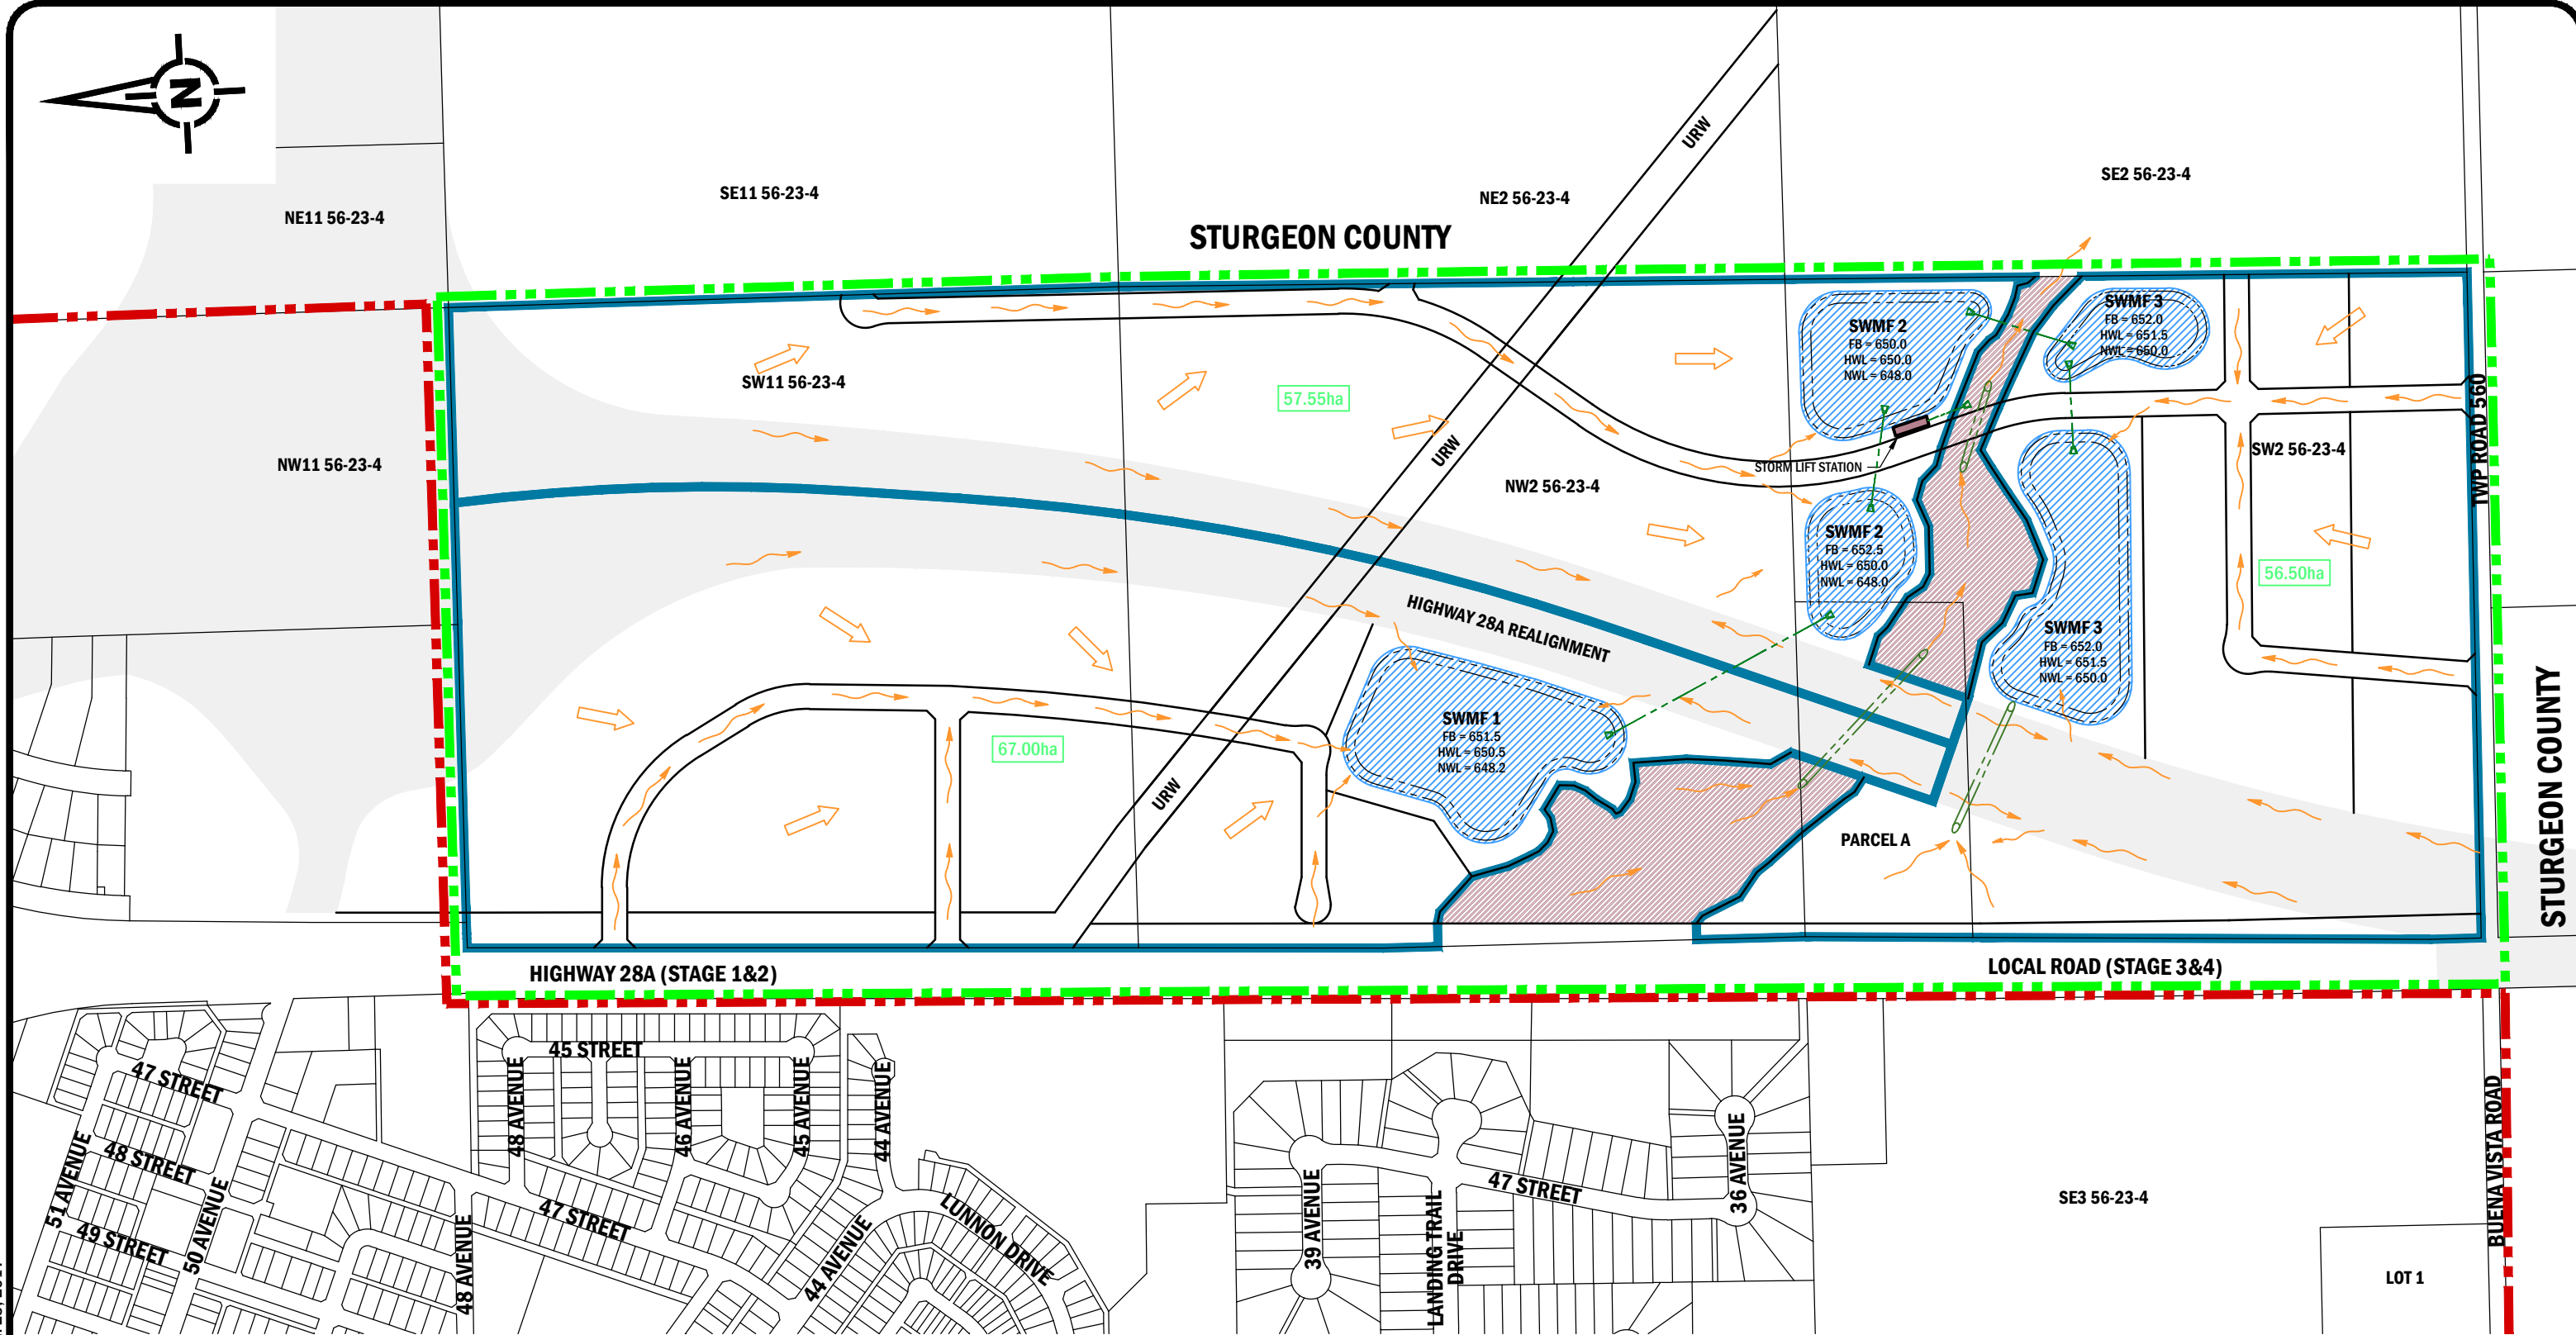 N
NE11 56-23-4
SE11 56-23-4
NE2 56-23-4
SE2 56-23-4
URW
STURGEON COUNTY
SWMF 2
FB = 650.0
HWL = 650.0
NWL = 648.0
SWMF 3
FB = 652.0
HWL = 651.5
NWL = 650.0
SW11 56-23-4
57.55ha
NW11 56-23-4
URW
STORM LIFT STATION
NW2 56-23-4
SW2 56-23-4
TWP ROAD 560
SWMF 2
FB = 652.5
HWL = 650.0
NWL = 648.0
56.50ha
HIGHWAY 28A REALIGNMENT
SWMF 3
FB = 652.0
HWL = 651.5
NWL = 650.0
SWMF 1
FB = 651.5
HWL = 650.5
NWL = 648.2
67.00ha
URW
PARCEL A
STURGEON COUNTY
HIGHWAY 28A (STAGE 1&2)
LOCAL ROAD (STAGE 3&4)
45 STREET
47 STREET
48 AVENUE
46 AVENUE
45 AVENUE
44 AVENUE
48 STREET
51 AVENUE
49 STREET
50 AVENUE
48 AVENUE
47 STREET
44 AVENUE
LUNNON DRIVE
39 AVENUE
LANDING TRAIL
DRIVE
47 STREET
36 AVENUE
SE3 56-23-4
BUENA VISTA ROAD
LOT 1